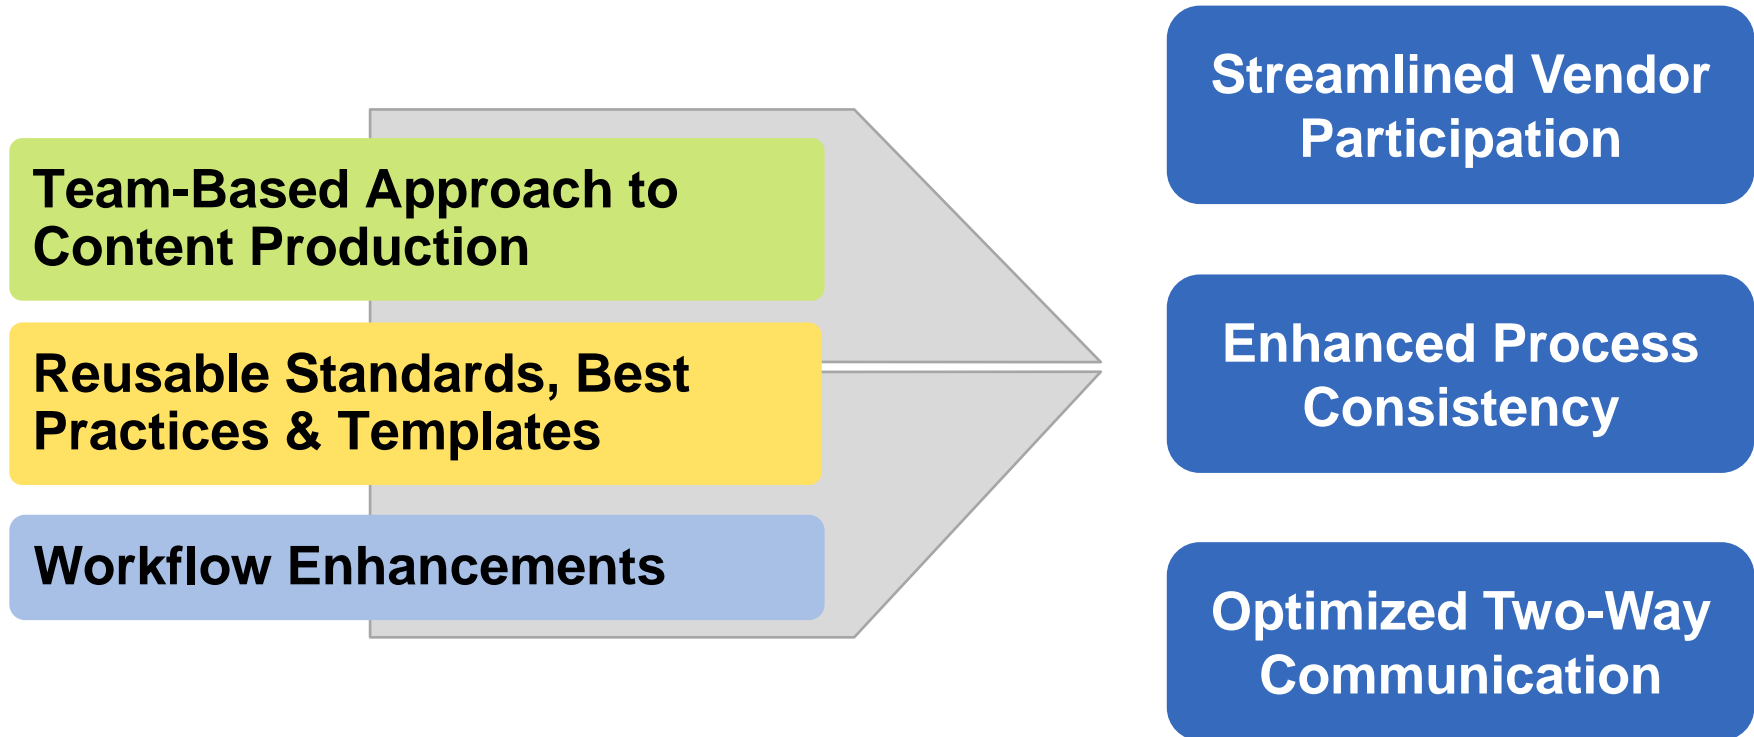 Team-Based Approach to
Content Production
Reusable Standards, Best
Practices & Templates
Workflow Enhancements
Streamlined Vendor
Participation
Enhanced Process
Consistency
Optimized Two-Way
Communication